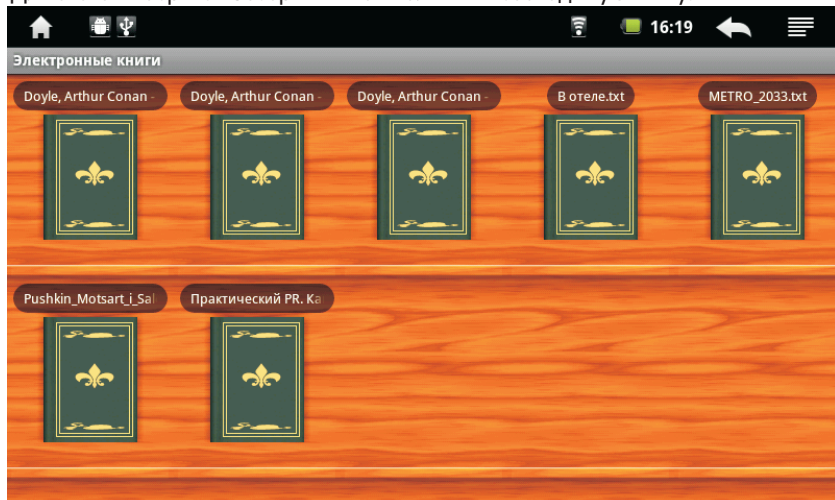 16:19
Электронные книги
Doyle, Arthur Conan - Doyle, Arthur Conan - Doyle, Arthur Conan - В отеле.txt METRO_2033.txt
Pushkin_Motsart_i_Sal Практический PR. Ка